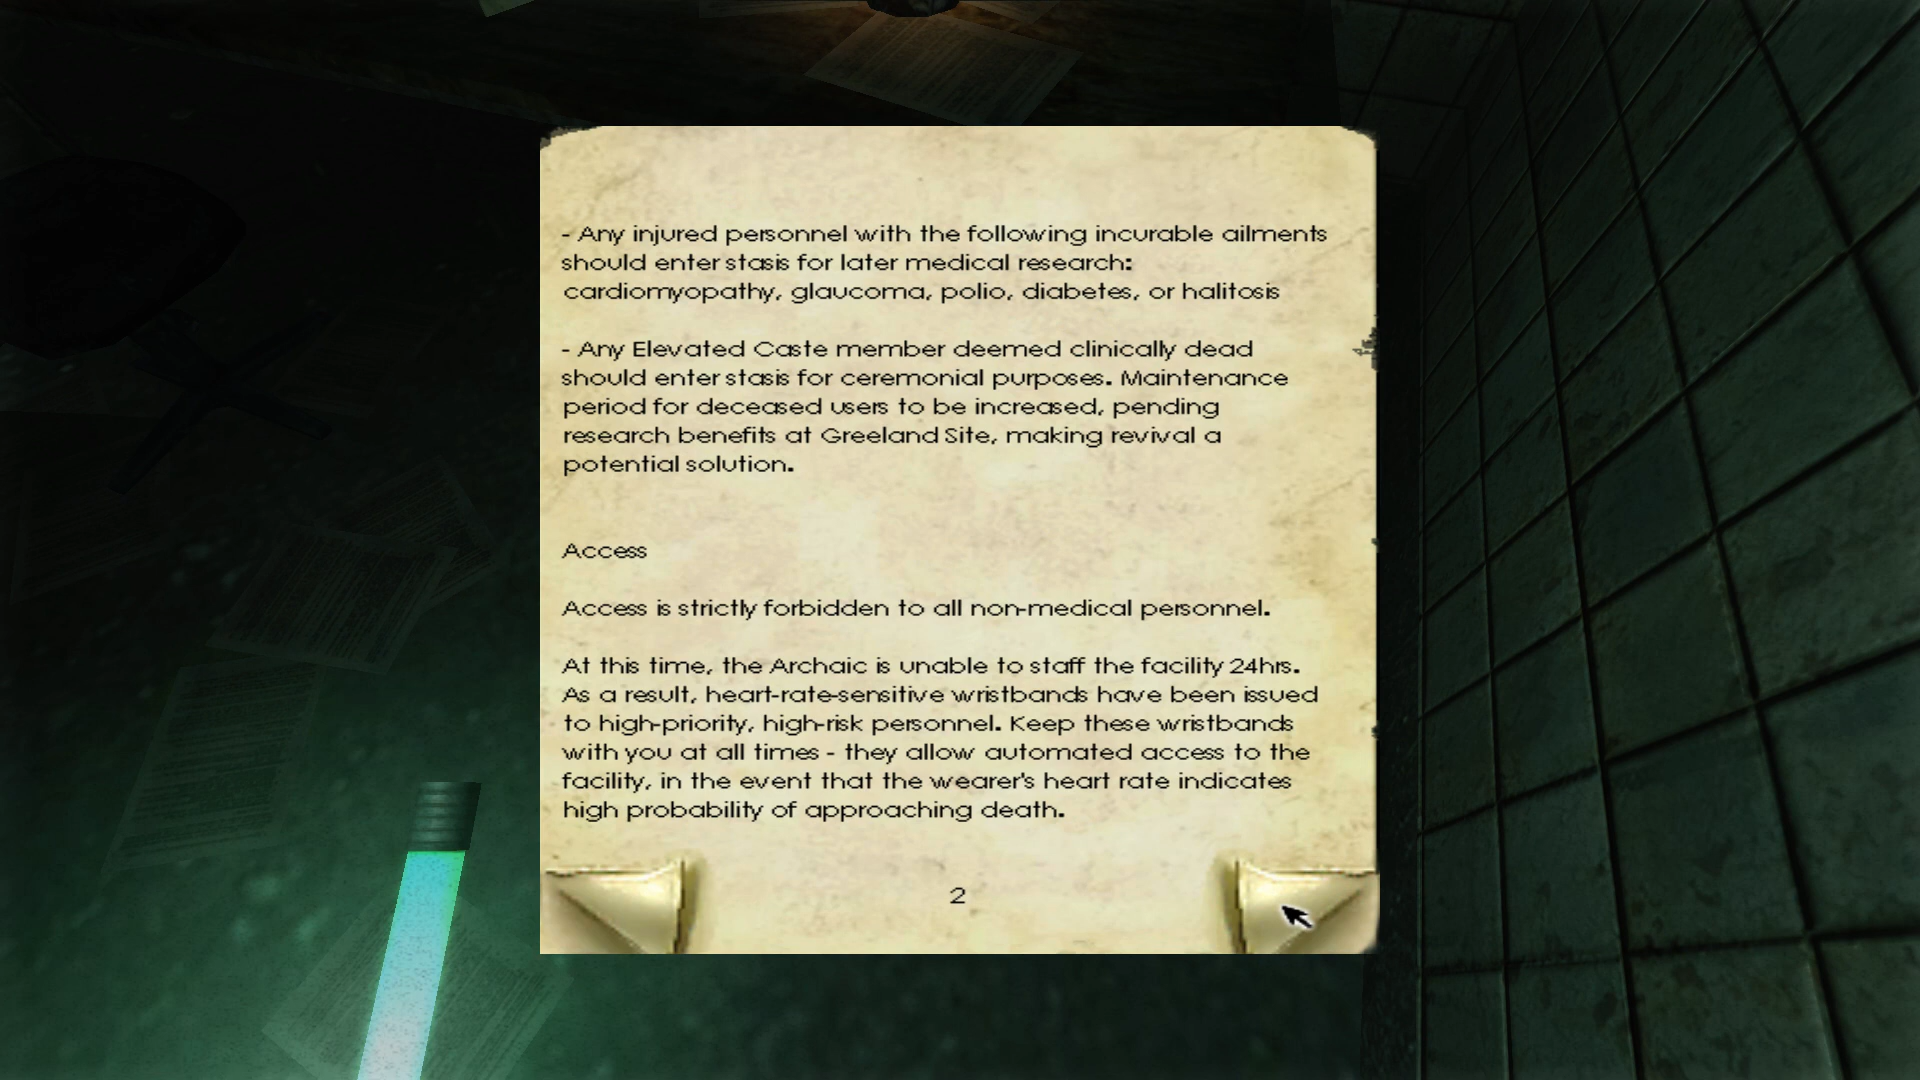 - Any injured personnel with the following incurable ailments
should enter stasis for later medical research:
cardiomyopathy, glaucoma, polio, diabetes, or halitosis
- Any Elevated Caste member deemed clinically dead
should enter stasis for ceremonial purposes. Maintenance
period for deceased users to be increased, pending
research benefits at Greeland Site, making revival a
potential solution.
Access
Access is strictly forbidden to all non-medical personnel.
At this time, the Archaic is unable to staff the facility 24hrs.
As a result, heart-rate-sensitive wristbands have been issued
to high-priority, high-risk personnel. Keep these wristbands
with you at all times - they allow automated access to the
facility, in the event that the wearer's heart rate indicates
high probability of approaching death.
2